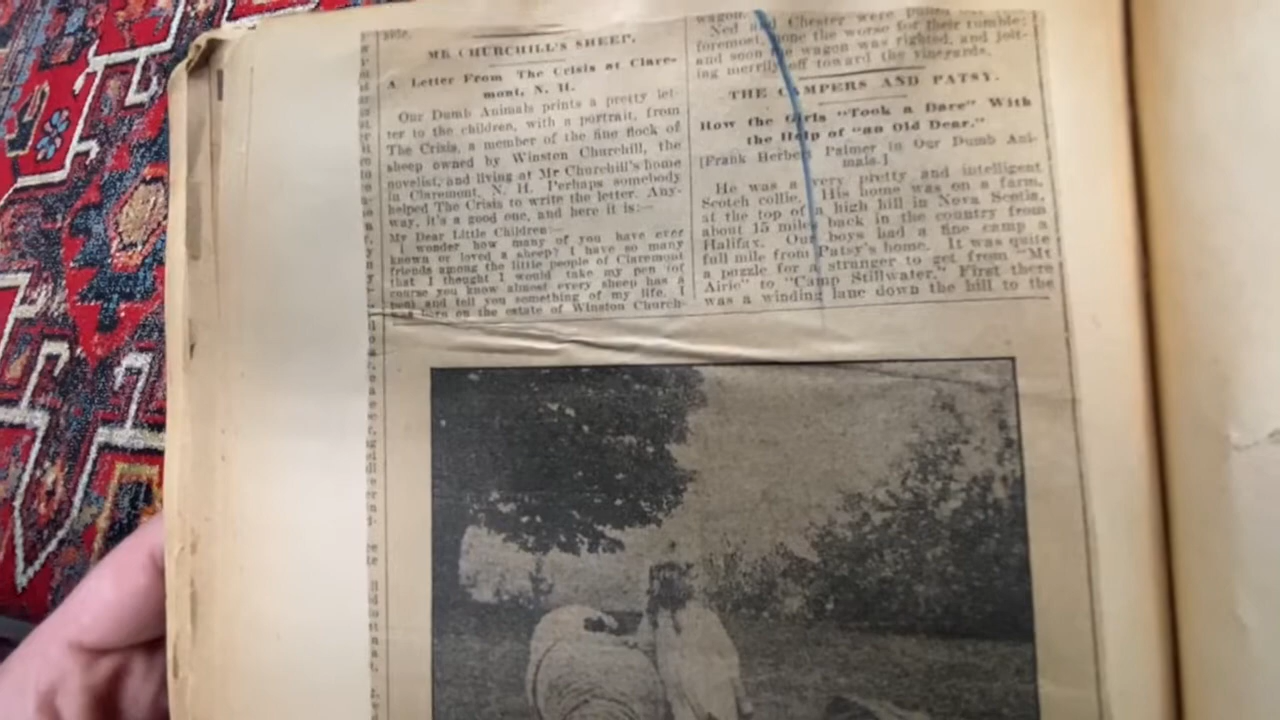 MR CHURCHILL'S SHEEP.
A Letter From The Crisis at Clare-
mont, N. H.
Our Dumb Animals prints a pretty let-
ter to the children, with a portrait, from
The Crisis, a member of the fine flock of
sheep owned by Winston Churchill, the
novelist, and living at Mr Churchill's home
in Claremont, N. H. Perhaps somebody
helped The Crisis to write the letter. Any-
way, it's a good one, and here it is:—
My Dear Little Children:—
I wonder how many of you have ever
known or loved a sheep? I have so many
friends among the little people of Claremont
that I thought I would take my pen (of
course you know almost every sheep has a
pen) and tell you something of my life. I
was born on the estate of Winston Church-
wagon.
Ned and Chester were
foremost, none the worse for their tumble;
and soon the wagon was righted, and jolt-
ing merrily off toward the vineyards.
THE CAMPERS AND PATSY.
How the Girls "Took a Dare" With
the Help of "an Old Dear."
[Frank Herbert Palmer in Our Dumb Ani-
mals.]
He was a very pretty and intelligent
Scotch collie. His home was on a farm,
at the top of a high hill in Nova Scotia,
about 15 miles back in the country from
Halifax. Our boys had a fine camp a
full mile from Patsy's home. It was quite
a puzzle for a stranger to get from "Mt
Airie" to "Camp Stillwater." First there
was a winding lane down the hill to the